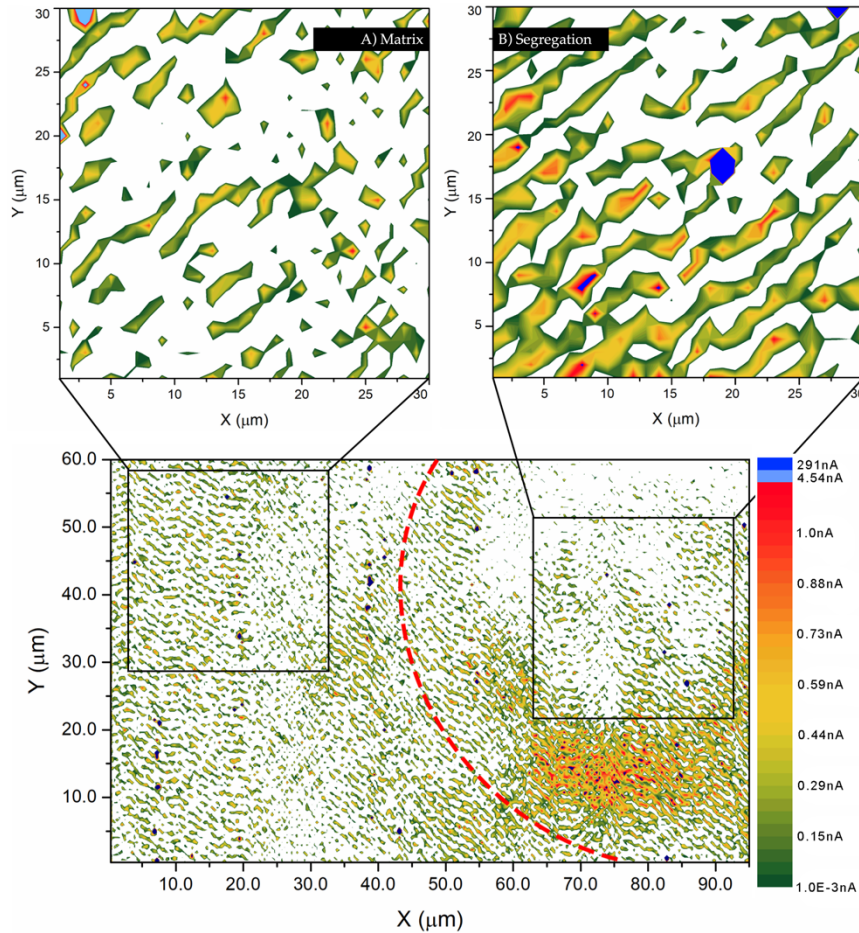 A) Matrix
30
25
20
15
10
5
Y (μm)
5
10
15
20
25
30
X (μm)
B) Segregation
30
25
20
15
10
5
Y (μm)
5
10
15
20
25
30
X (μm)
60.0
50.0
40.0
30.0
20.0
10.0
Y (μm)
10.0
20.0
30.0
40.0
50.0
60.0
70.0
80.0
90.0
X (μm)
291nA
4.54nA
1.0nA
0.88nA
0.73nA
0.59nA
0.44nA
0.29nA
0.15nA
1.0E-3nA